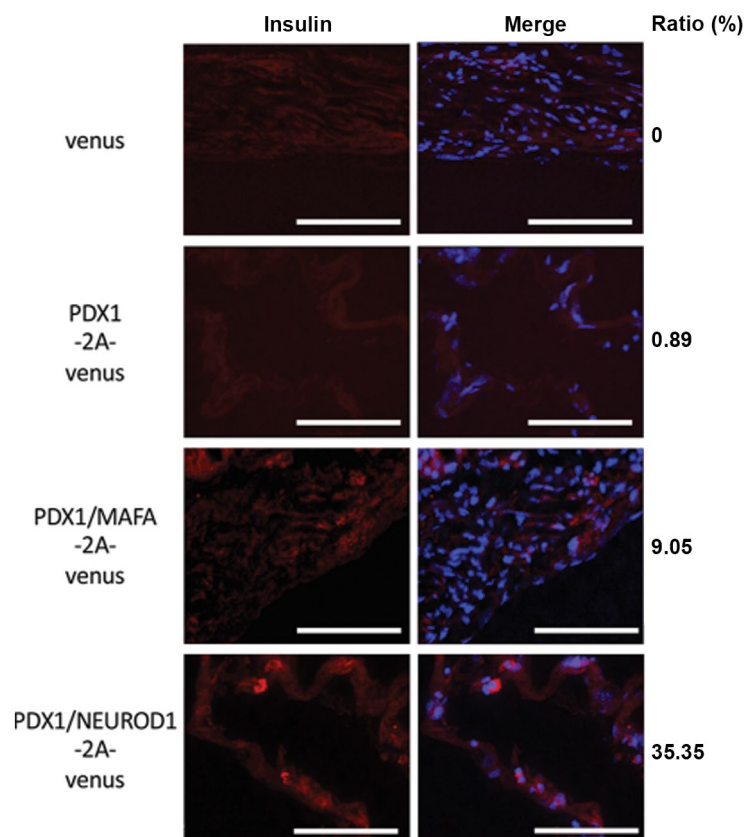 Insulin Merge Ratio (%)
venus
0
PDX1
-2A-
venus
0.89
PDX1/MAFA
-2A-
venus
9.05
PDX1/NEUROD1
-2A-
venus
35.35